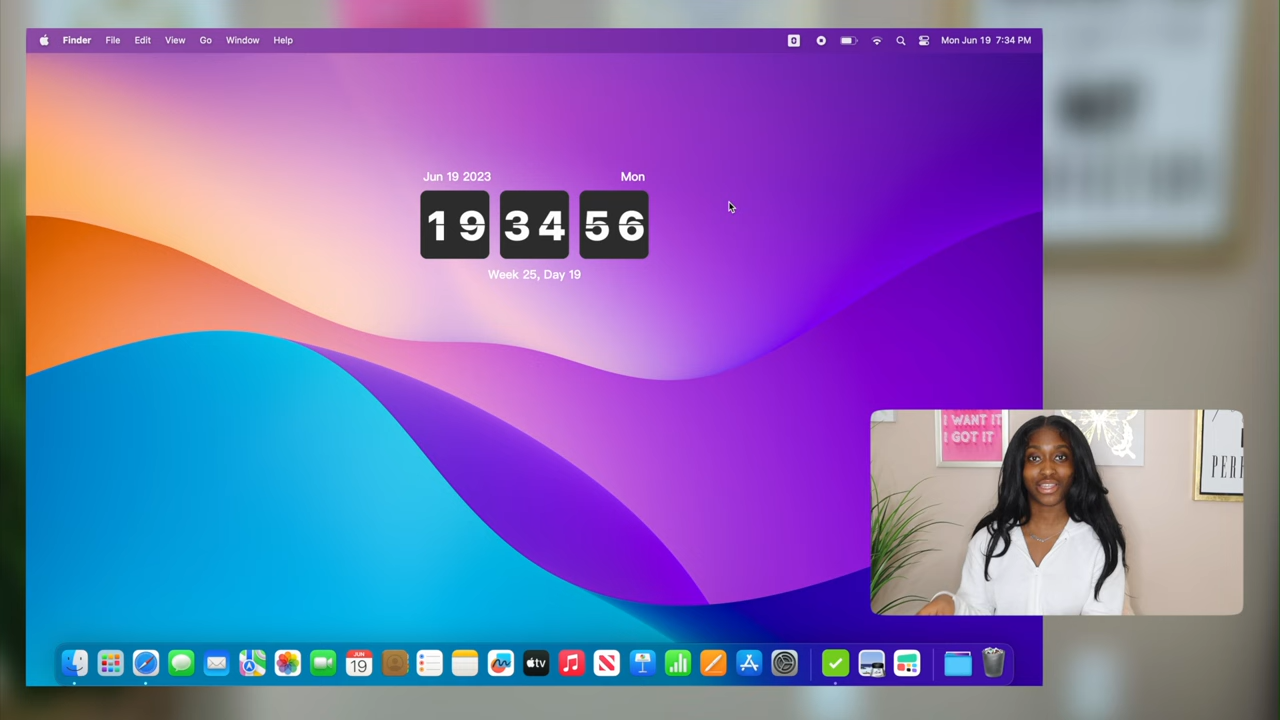 Finder File Edit View Go Window Help Mon Jun 19 7:34 PM
Jun 19 2023 Mon
19 34 56
Week 25, Day 19
I WANT IT
I GOT IT
JUN
19
tv